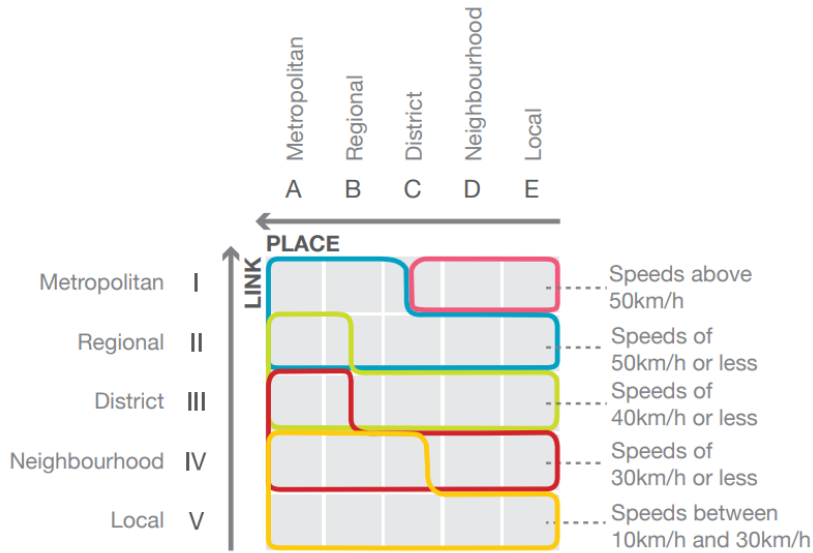 Metropolitan
Regional
District
Neighbourhood
Local
A B C D E
PLACE
LINK
Metropolitan I
Speeds above
50km/h
Regional II
Speeds of
50km/h or less
District III
Speeds of
40km/h or less
Neighbourhood IV
Speeds of
30km/h or less
Local V
Speeds between
10km/h and 30km/h